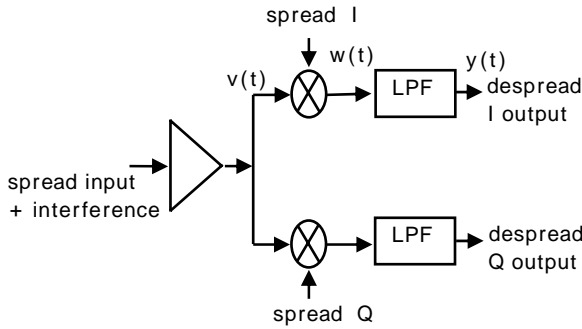 spread I
v(t)
w(t)
y(t)
LPF
despread
I output
spread input
+ interference
LPF
despread
Q output
spread Q